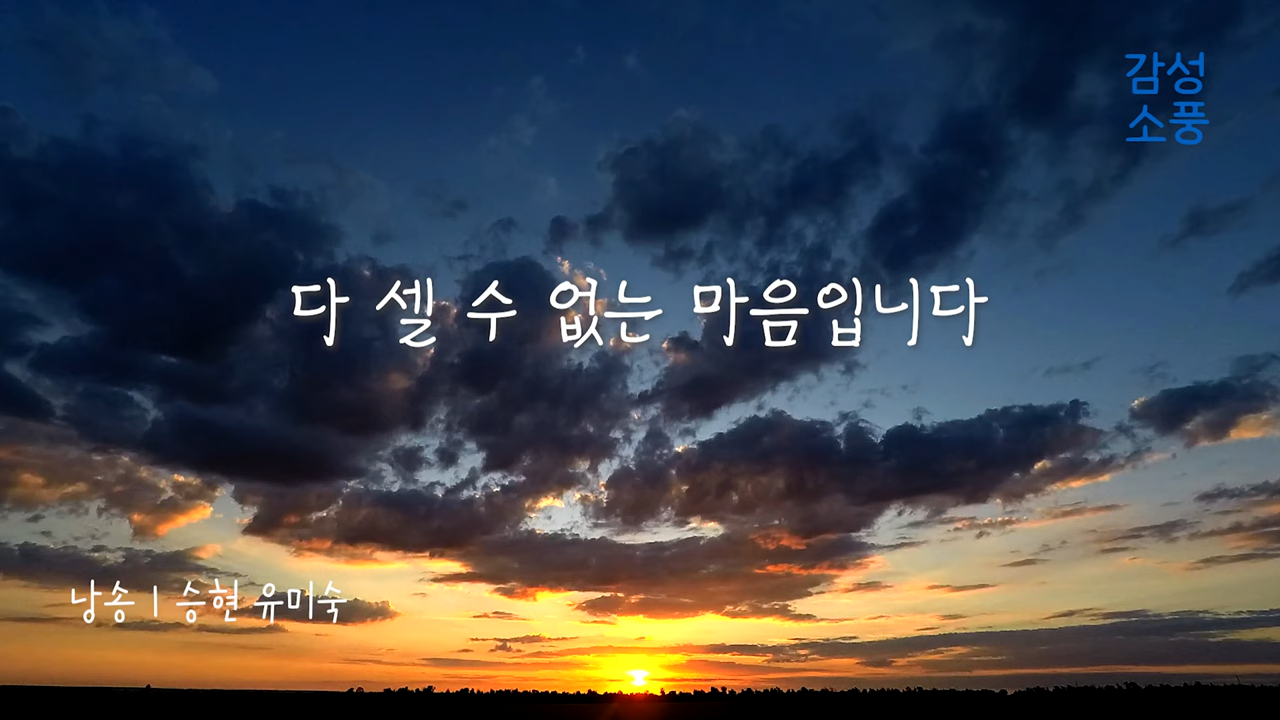 감성
소풍
다 셀 수 없는 마음입니다
낭송 | 승현 유미숙